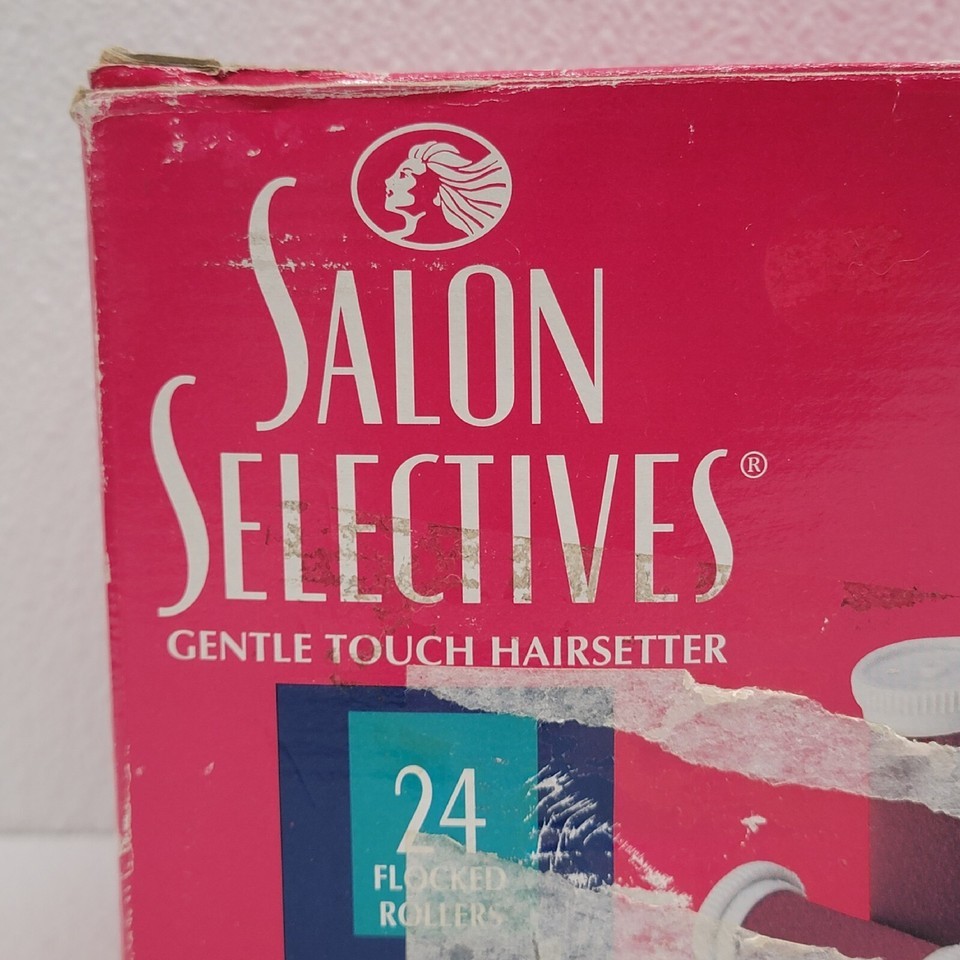 SALON
SELECTIVES®
GENTLE TOUCH HAIRSETTER
24
FLOCKED
ROLLERS